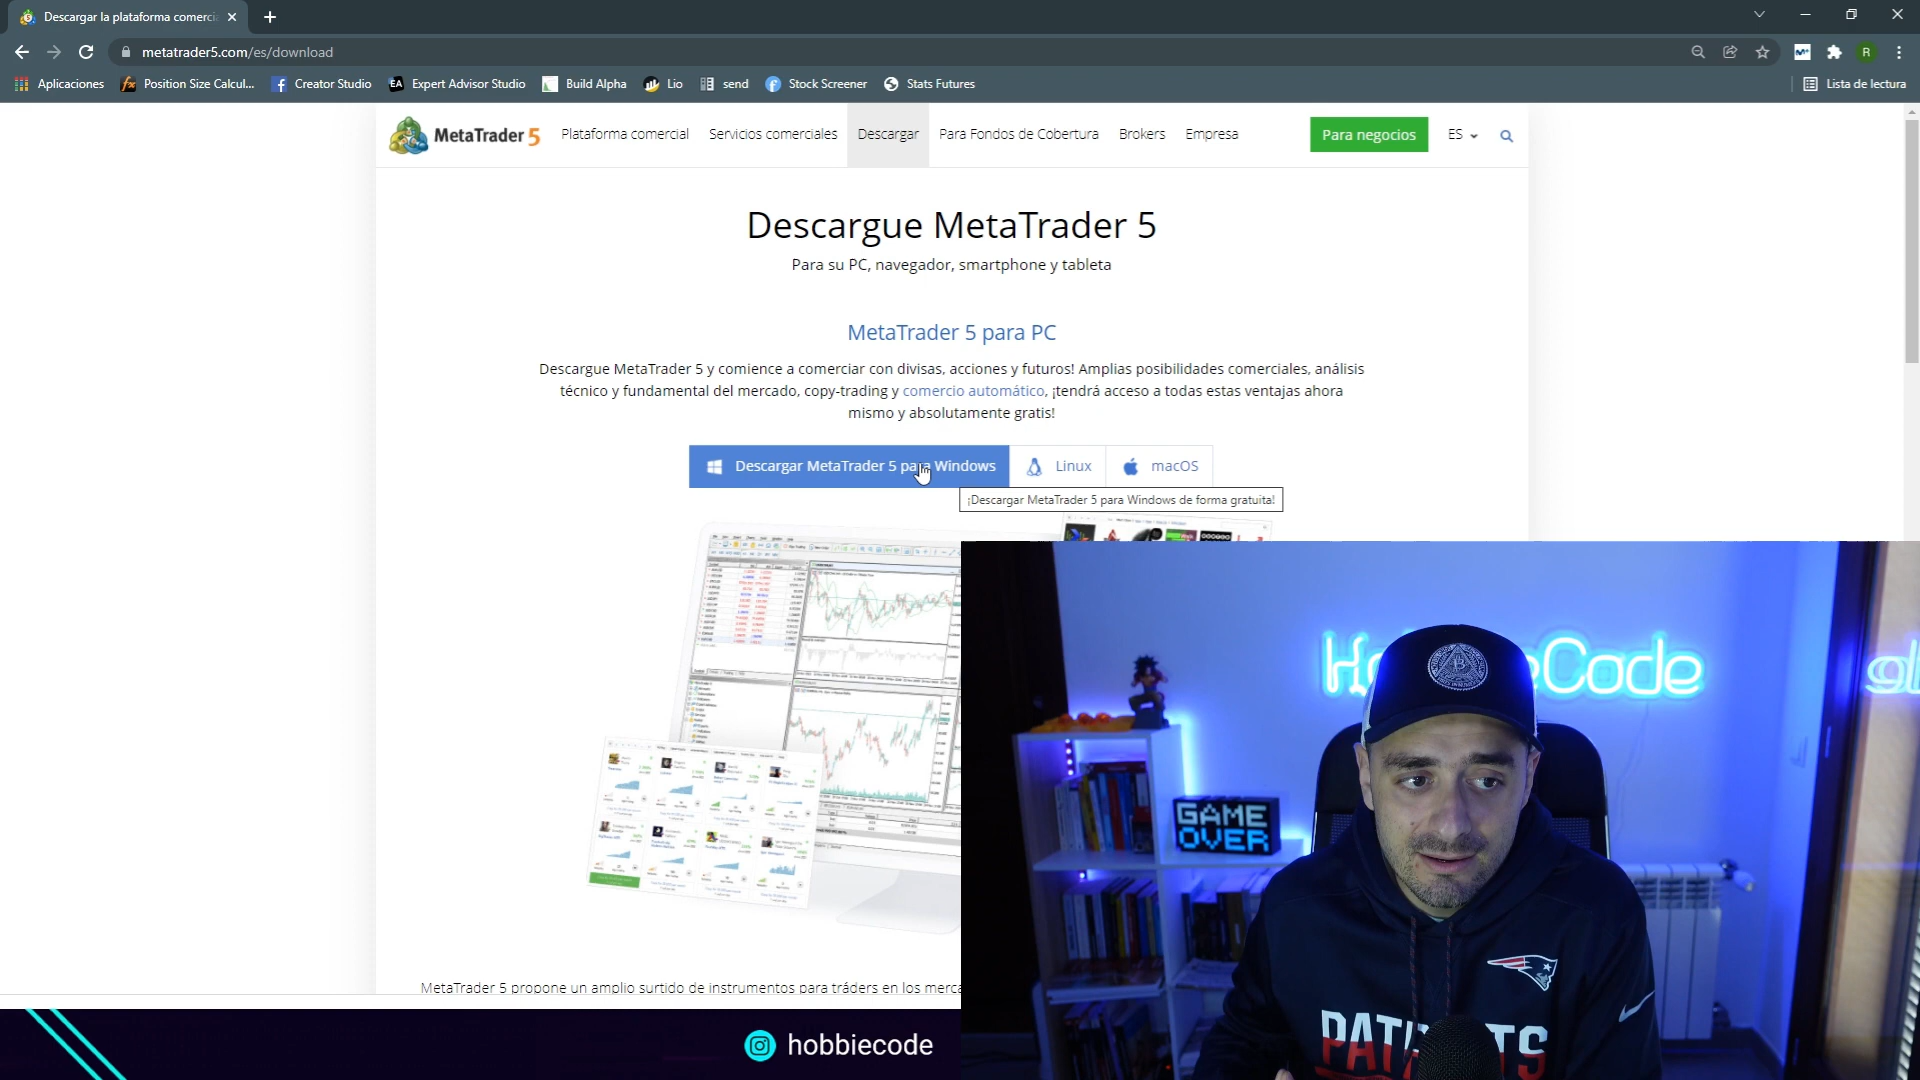 Descargar la plataforma comerci
metatrader5.com/es/download
Aplicaciones
Position Size Calcul...
Creator Studio
Expert Advisor Studio
Build Alpha
Lio
send
Stock Screener
Stats Futures
Lista de lectura
MetaTrader 5
Plataforma comercial
Servicios comerciales
Descargar
Para Fondos de Cobertura
Brokers
Empresa
Para negocios
ES
Descargue MetaTrader 5
Para su PC, navegador, smartphone y tableta
MetaTrader 5 para PC
Descargue MetaTrader 5 y comience a comerciar con divisas, acciones y futuros! Amplias posibilidades comerciales, análisis
técnico y fundamental del mercado, copy-trading y comercio automático, ¡tendrá acceso a todas estas ventajas ahora
mismo y absolutamente gratis!
Descargar MetaTrader 5 para Windows
Linux
macOS
¡Descargar MetaTrader 5 para Windows de forma gratuita!
GAME
OVER
MetaTrader 5 propone un amplio surtido de instrumentos para tráders en los
hobbiecode